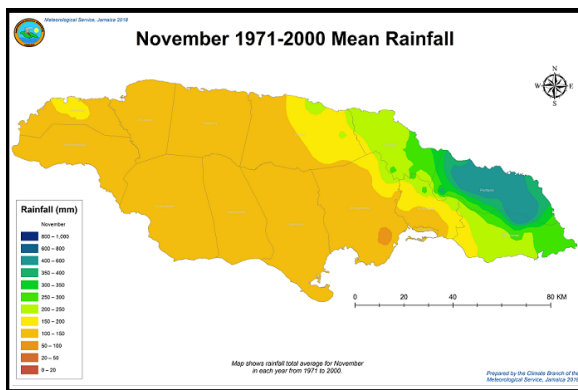 Meteorological Service, Jamaica 2018
November 1971-2000 Mean Rainfall
N
W E
S
Rainfall (mm)
November
800 – 1,000
600 – 800
400 – 600
350 – 400
300 – 350
250 – 300
200 – 250
150 – 200
100 – 150
50 – 100
20 – 50
0 – 20
0 20 40 80 KM
Map shows rainfall total average for November
in each year from 1971 to 2000.
Prepared by the Climate Branch of the
Meteorological Service, Jamaica 2018